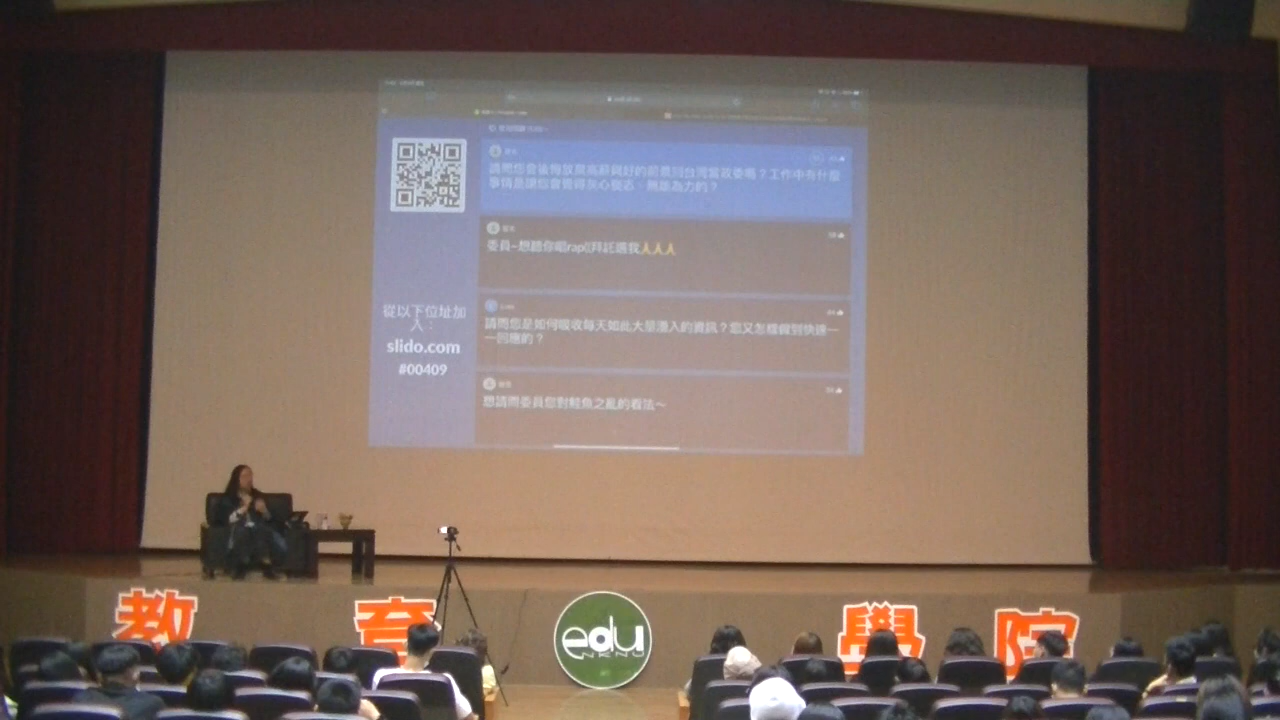 從以下位址加
入：
slido.com
#00409
請問您會後悔放棄高薪與好的前景到台灣當政委嗎？工作中有什麼
事情是讓您會覺得灰心喪志、無能為力的？
委員~想聽你唱rap((拜託選我🙏🙏🙏
請問您是如何吸收每天如此大量湧入的資訊？您又怎樣做到快速一
一回應的？
想請問委員您對鮭魚之亂的看法～
教育學院
edu
NKNU